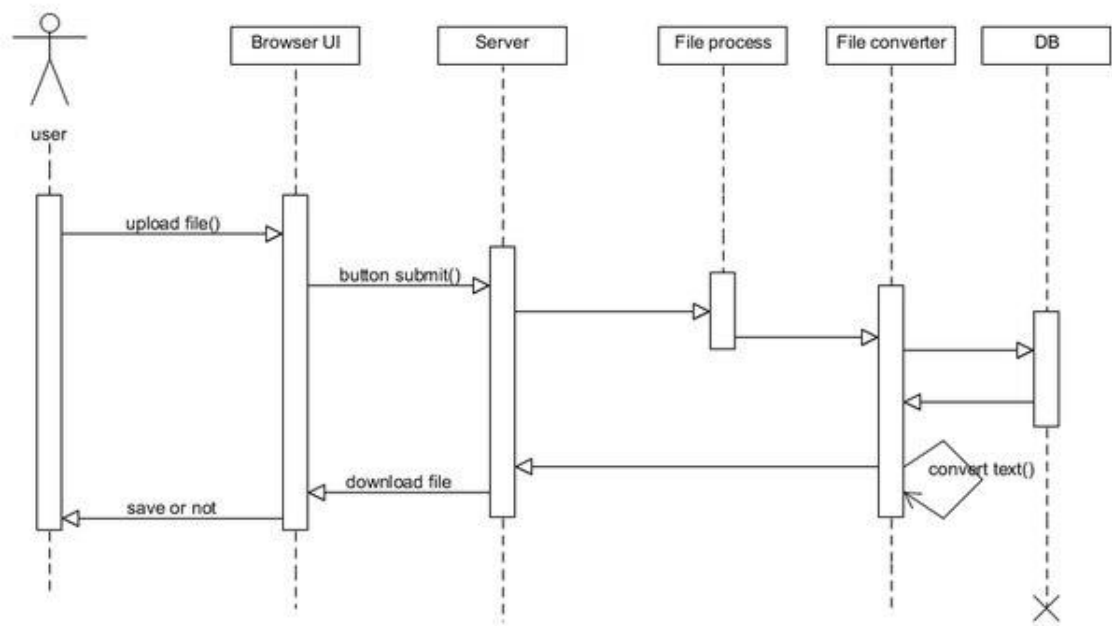 Browser UI
Server
File process
File converter
DB
user
upload file()
button submit()
convert text()
download file
save or not